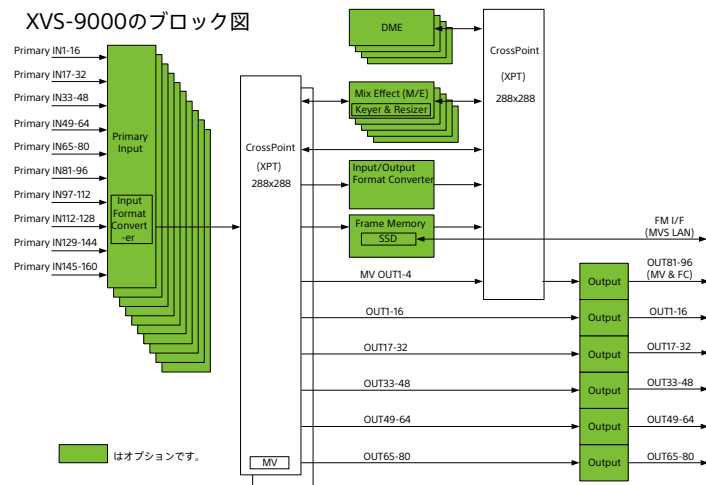 XVS-9000のブロック図
Primary IN1-16
Primary IN17-32
Primary IN33-48
Primary IN49-64
Primary IN65-80
Primary IN81-96
Primary IN97-112
Primary IN112-128
Primary IN129-144
Primary IN145-160
Primary
Input
Input
Format
Convert
-er
CrossPoint
(XPT)
288x288
MV
DME
Mix Effect (M/E)
Keyer & Resizer
Input/Output
Format Converter
Frame Memory
SSD
CrossPoint
(XPT)
288x288
MV OUT1-4
OUT1-16
OUT17-32
OUT33-48
OUT49-64
OUT65-80
Output
Output
Output
Output
Output
Output
FM I/F
(MVS LAN)
OUT81-96
(MV & FC)
OUT1-16
OUT17-32
OUT33-48
OUT49-64
OUT65-80
はオプションです。